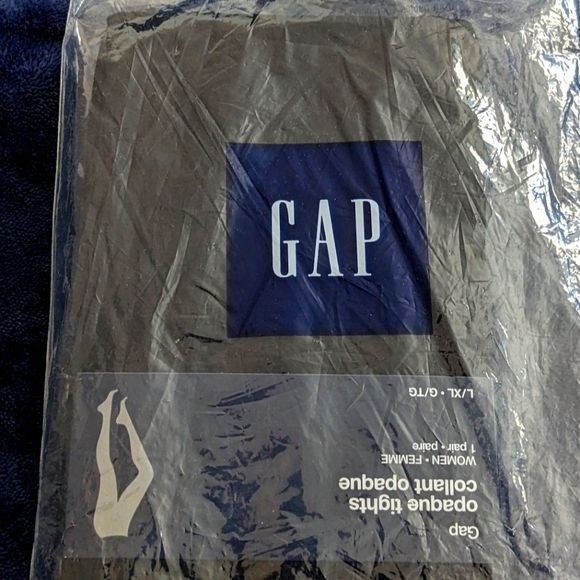 GAP
Gap
opaque tights
collant opaque
WOMEN • FEMME
1 pair • paire
L/XL • G/TG